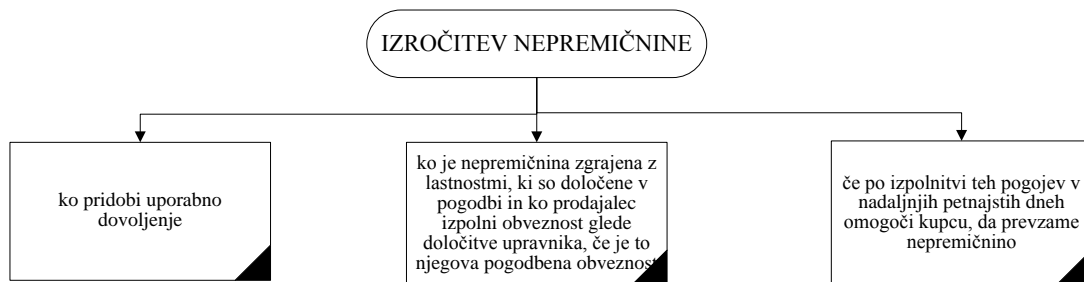 IZROČITEV NEPREMIČNINE
ko pridobi uporabno
dovoljenje
ko je nepremičnina zgrajena z
lastnostmi, ki so določene v
pogodbi in ko prodajalec
izpolni obveznost glede
določitve upravnika, če je to
njegova pogodbena obveznost
če po izpolnitvi teh pogojev v
nadaljnjih petnajstih dneh
omogoči kupcu, da prevzame
nepremičnino